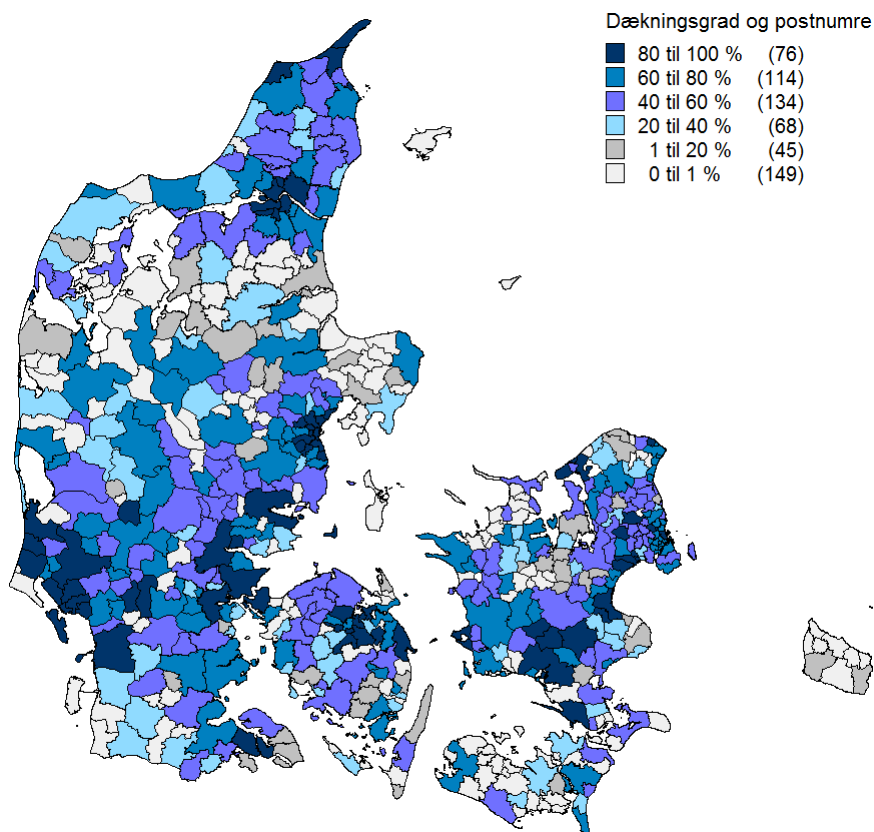 Dækningsgrad og postnumre
80 til 100 % (76)
60 til 80 % (114)
40 til 60 % (134)
20 til 40 % (68)
1 til 20 % (45)
0 til 1 % (149)